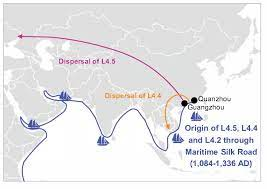 Dispersal of L4.5
Dispersal of L4.4
Quanzhou
Guangzhou
Origin of L4.5, L4.4
and L4.2 through
Maritime Silk Road
(1,084-1,336 AD)